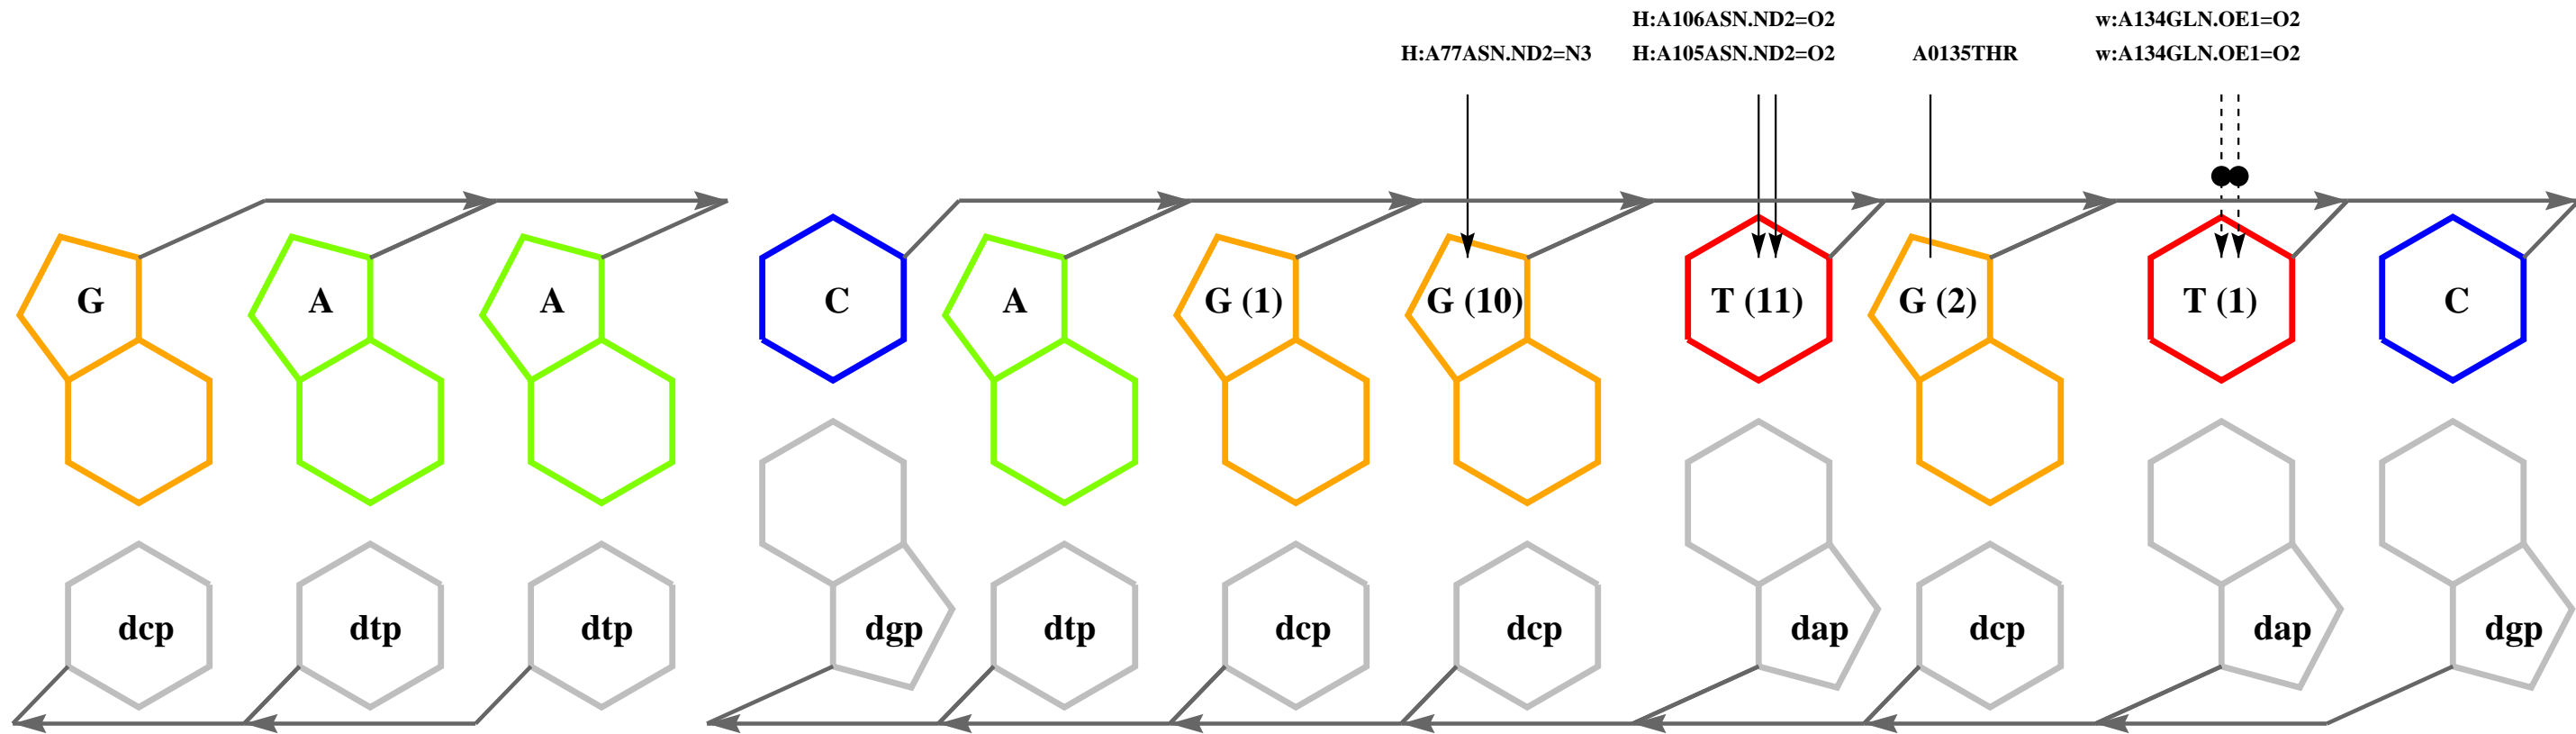 H:A106ASN.ND2=O2 w:A134GLN.OE1=O2
H:A77ASN.ND2=N3 H:A105ASN.ND2=O2 A0135THR w:A134GLN.OE1=O2
G A A C A G (1) G (10) T (11) G (2) T (1) C
dcp dtp dtp dgp dtp dcp dcp dap dcp dap dgp